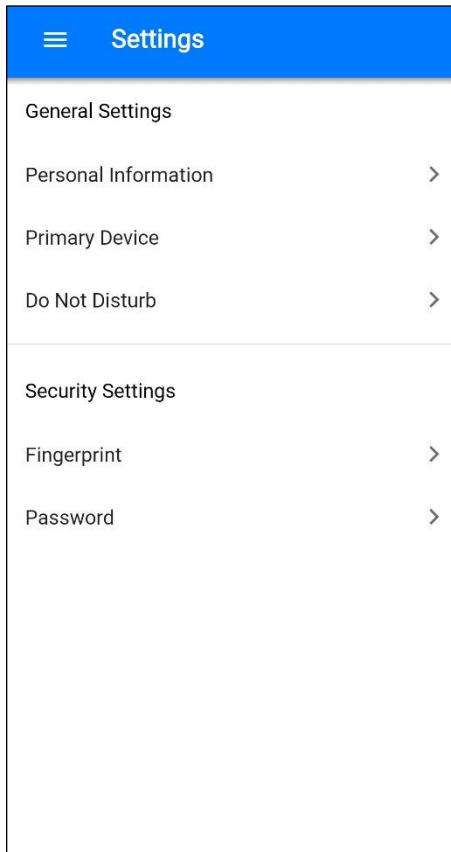 Settings
General Settings
Personal Information
Primary Device
Do Not Disturb
Security Settings
Fingerprint
Password